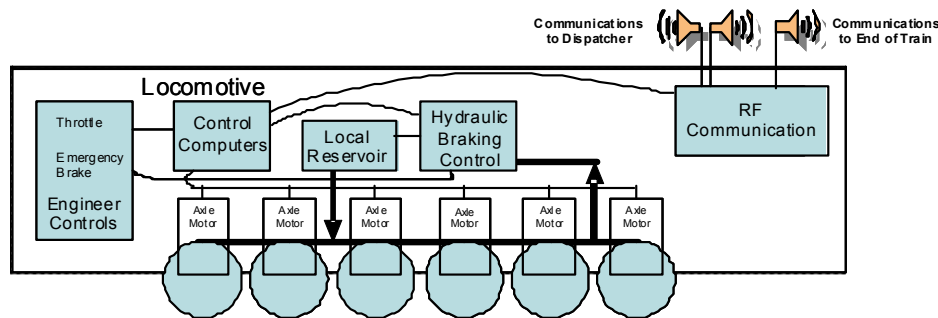 Communications
to Dispatcher
Communications
to End of Train
Locomotive
Throttle
Emergency
Brake
Engineer
Controls
Control
Computers
Local
Reservoir
Hydraulic
Braking
Control
RF
Communication
Axle
Motor
Axle
Motor
Axle
Motor
Axle
Motor
Axle
Motor
Axle
Motor